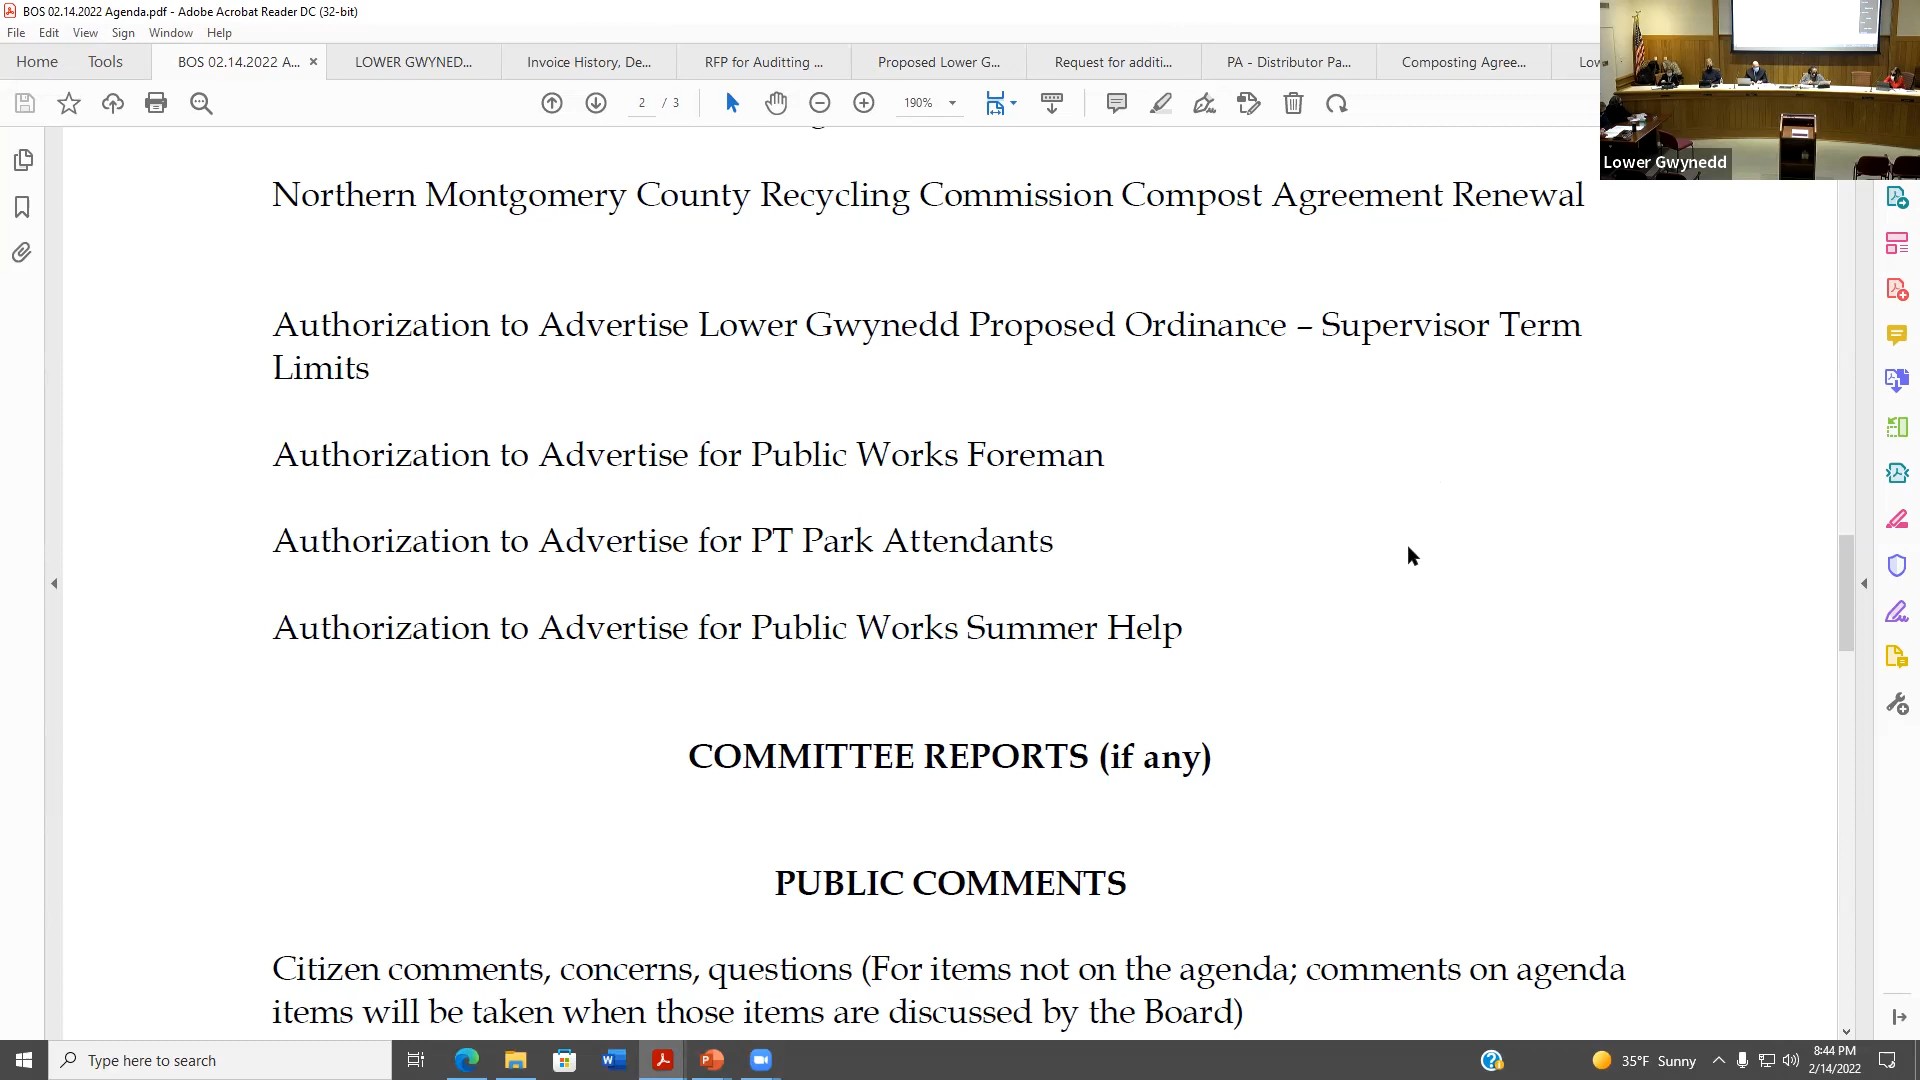 BOS 02.14.2022 Agenda.pdf - Adobe Acrobat Reader DC (32-bit)
File Edit View Sign Window Help
Home Tools BOS 02.14.2022 A... × LOWER GWYNED... Invoice History, De... RFP for Auditting ... Proposed Lower G... Request for additi... PA - Distributor Pa... Composting Agree...
2 / 3 190%
Lower Gwynedd
Northern Montgomery County Recycling Commission Compost Agreement Renewal
Authorization to Advertise Lower Gwynedd Proposed Ordinance – Supervisor Term
Limits
Authorization to Advertise for Public Works Foreman
Authorization to Advertise for PT Park Attendants
Authorization to Advertise for Public Works Summer Help
COMMITTEE REPORTS (if any)
PUBLIC COMMENTS
Citizen comments, concerns, questions (For items not on the agenda; comments on agenda
items will be taken when those items are discussed by the Board)
Type here to search
35°F Sunny
8:44 PM
2/14/2022